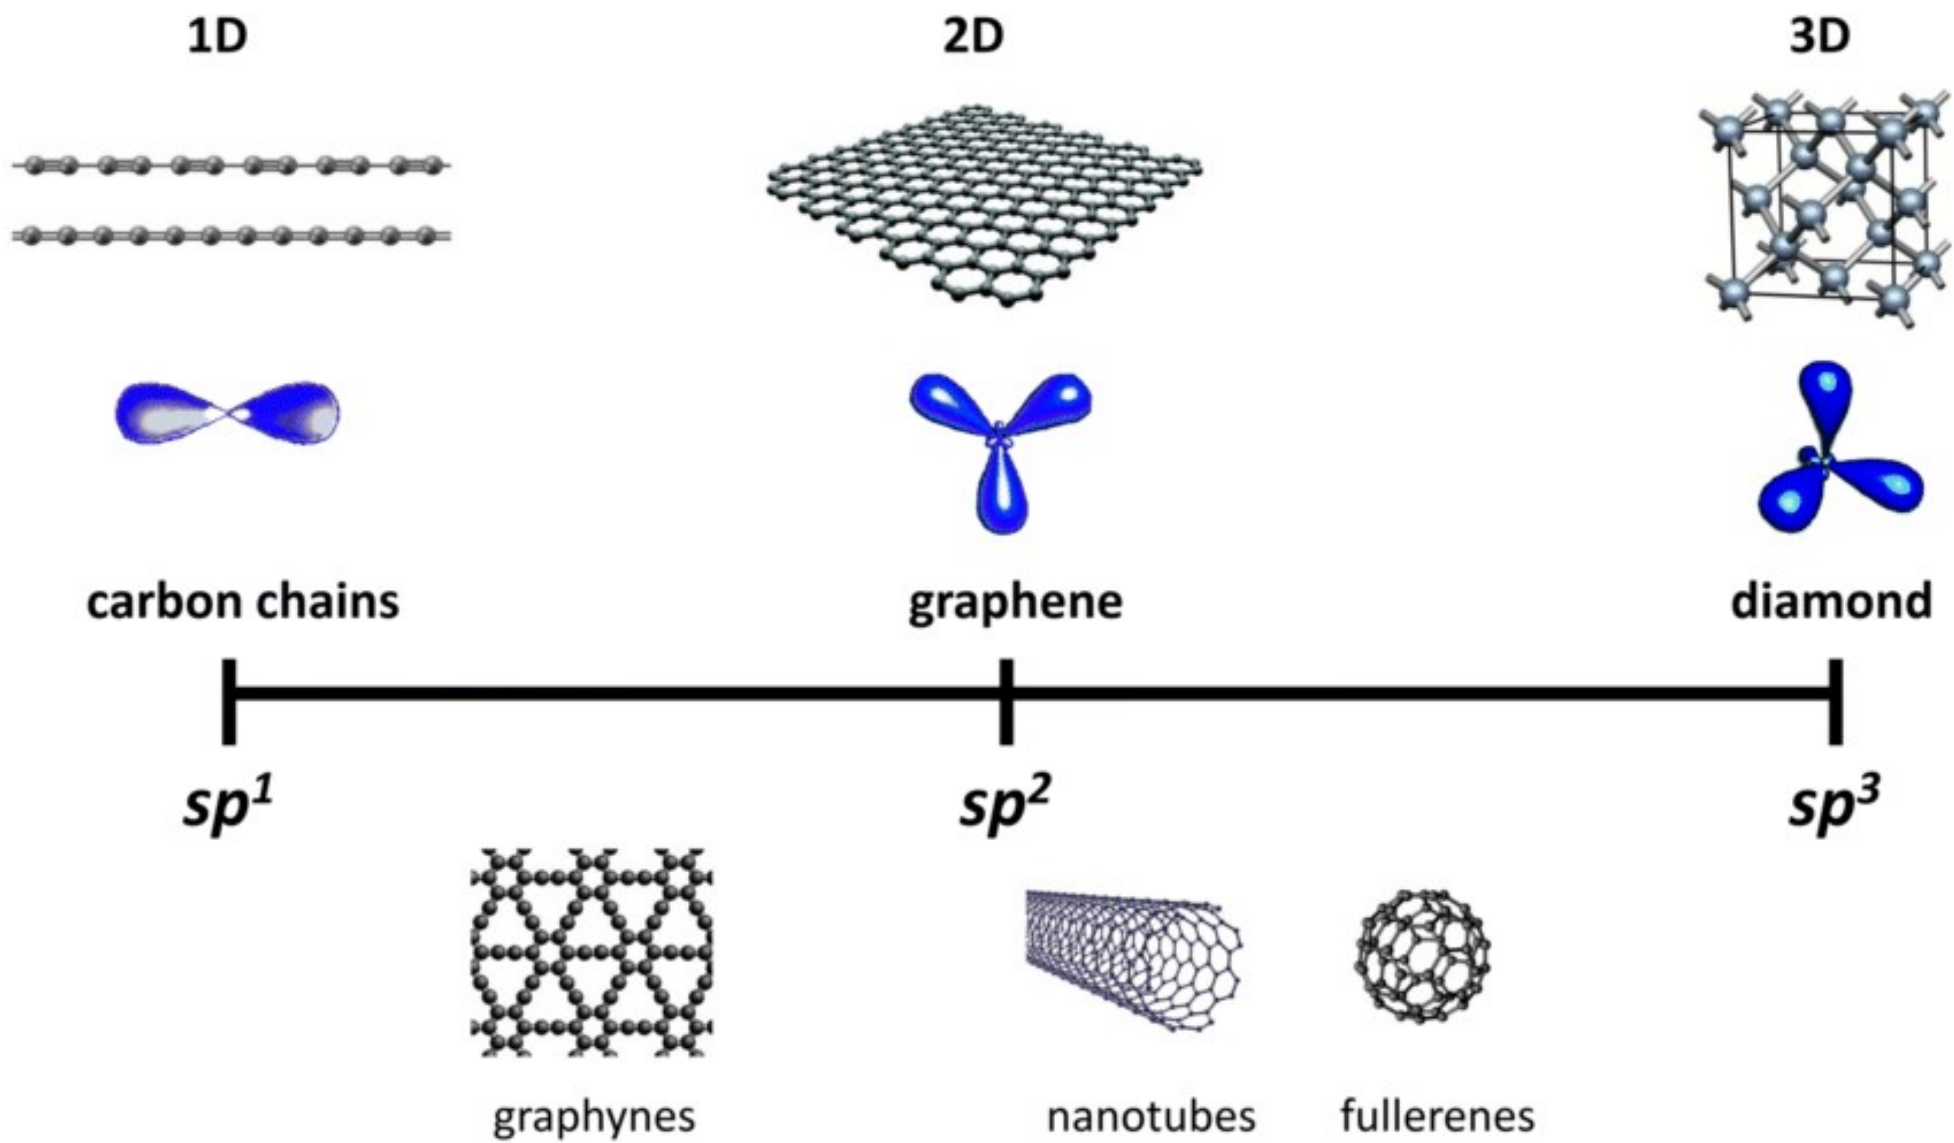 1D 2D 3D
carbon chains graphene diamond
sp¹ sp² sp³
graphynes nanotubes fullerenes